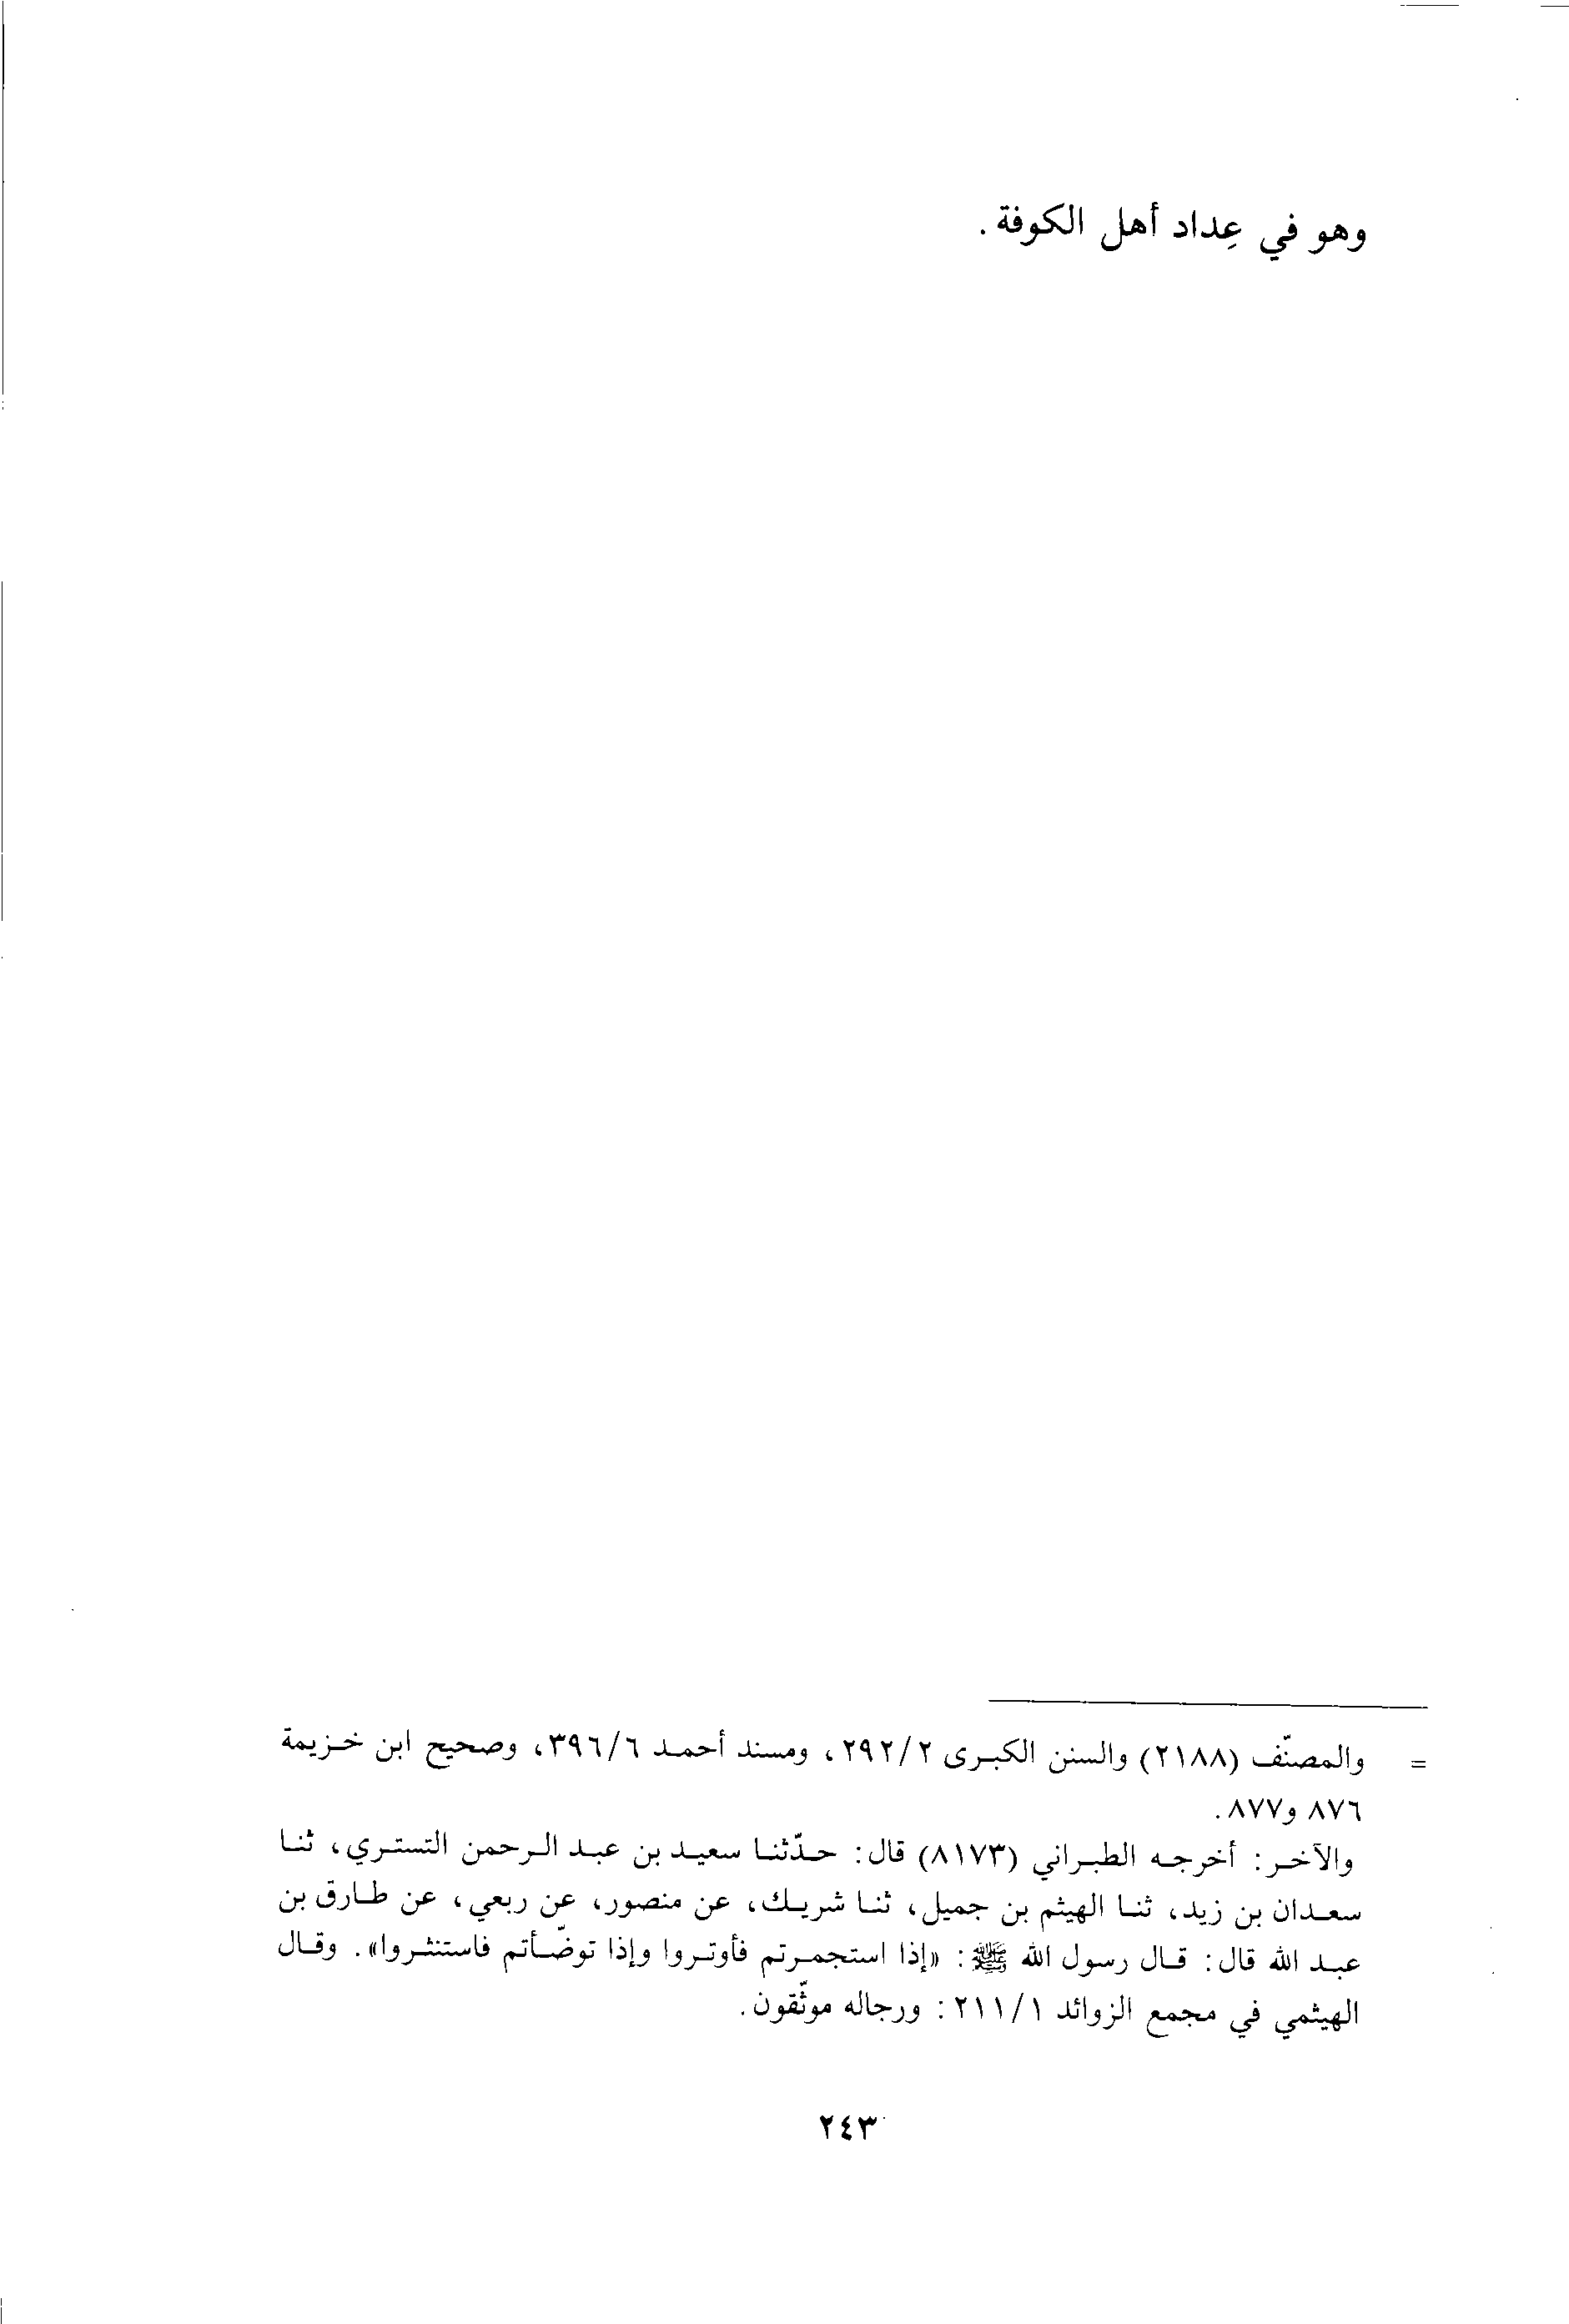 وهو في عِداد أهل الكوفة.
= والمصنّف (٢١٨٨) والسنن الكبرى ٢/٢٩٢، ومسند أحمد ٦/٣٩٦، وصحيح ابن خزيمة
٨٧٦ و٨٧٧.
والآخر: أخرجه الطبراني (٨١٧٣) قال: حدّثنا سعيد بن عبد الرحمن التستري، ثنا
سعدان بن زيد، ثنا الهيثم بن جميل، ثنا شريك، عن منصور، عن ربعي، عن طارق بن
عبد الله قال: قال رسول الله ﷺ: «إذا استجمرتم فأوتروا وإذا توضّأتم فاستنثروا». وقال
الهيثمي في مجمع الزوائد ١/٢١١: ورجاله موثّقون.
٢٤٣